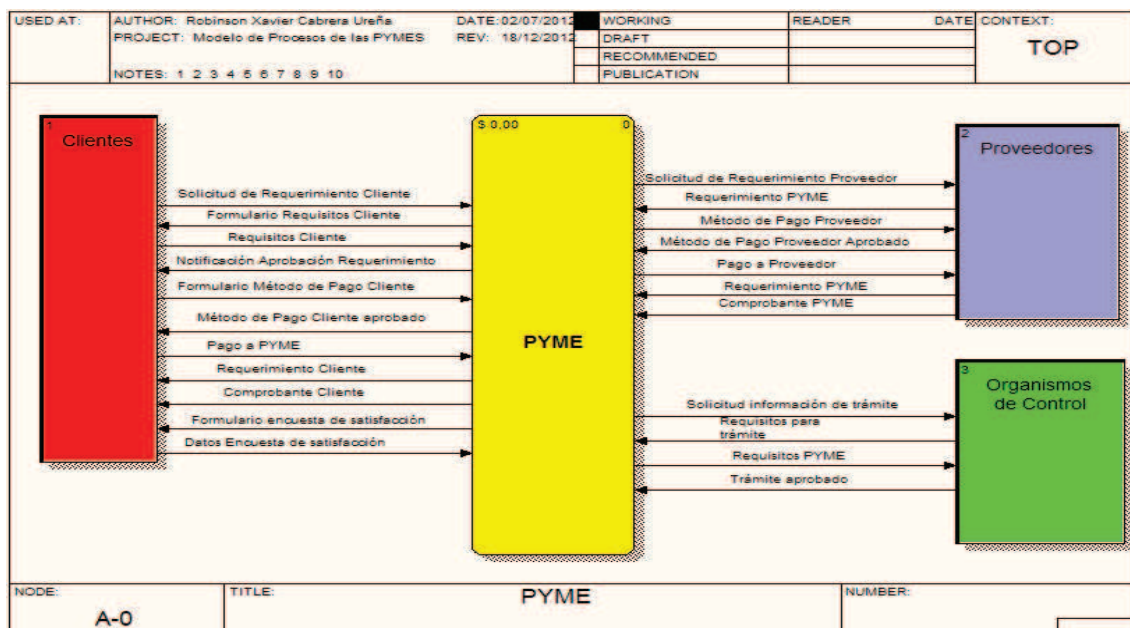 USED AT:
AUTHOR: Robinson Xavier Cabrera Ureña
DATE:02/07/2012
PROJECT: Modelo de Procesos de las PYMES
REV: 18/12/2012
NOTES: 1 2 3 4 5 6 7 8 9 10
WORKING
DRAFT
RECOMMENDED
PUBLICATION
READER
DATE
CONTEXT:
TOP
1
Clientes
Solicitud de Requerimiento Cliente
Formulario Requisitos Cliente
Requisitos Cliente
Notificación Aprobación Requerimiento
Formulario Método de Pago Cliente
Método de Pago Cliente aprobado
Pago a PYME
Requerimiento Cliente
Comprobante Cliente
Formulario encuesta de satisfacción
Datos Encuesta de satisfacción
$ 0,00
0
PYME
Solicitud de Requerimiento Proveedor
Requerimiento PYME
Método de Pago Proveedor
Método de Pago Proveedor Aprobado
Pago a Proveedor
Requerimiento PYME
Comprobante PYME
2
Proveedores
Solicitud información de trámite
Requisitos para
trámite
Requisitos PYME
Trámite aprobado
3
Organismos
de Control
NODE:
A-0
TITLE:
PYME
NUMBER: